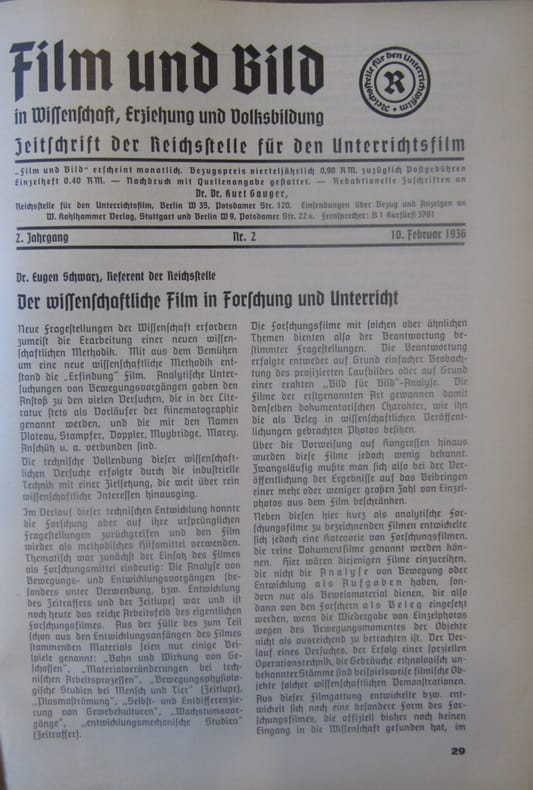 Film und Bild
in Wissenschaft, Erziehung und Volksbildung
Reichsstelle für den Unterrichtsfilm
R
Zeitschrift der Reichsstelle für den Unterrichtsfilm
„Film und Bild“ erscheint monatlich. Bezugspreis vierteljährlich 0,90 RM. zuzüglich Postgebühren
Einzelheft 0,40 RM. — Nachdruck mit Quellenangabe gestattet. — Redaktionelle Zuschriften an
Dr. Dr. Kurt Gauger,
Reichsstelle für den Unterrichtsfilm, Berlin W 35, Potsdamer Str. 120. Einsendungen über Bezug und Anzeigen an
W. Kohlhammer Verlag, Stuttgart und Berlin W 9, Potsdamer Str. 22a. Fernsprecher: B 1 Kurfürst 3701
2. Jahrgang Nr. 2 10. Februar 1936
Dr. Eugen Schwarz, Referent der Reichsstelle
Der wissenschaftliche Film in Forschung und Unterricht
Neue Fragestellungen der Wissenschaft erfordern
zumeist die Erarbeitung einer neuen wissen-
schaftlichen Methodik. Mit aus dem Bemühen
um eine neue wissenschaftliche Methodik ent-
stand die „Erfindung“ Film. Analytische Unter-
suchungen von Bewegungsvorgängen gaben den
Anstoß zu den vielen Versuchen, die in der Lite-
ratur stets als Vorläufer der Kinematographie
genannt werden, und die mit den Namen
Plateau, Stampfer, Doppler, Muybridge, Marey,
Anschütz u. a. verbunden sind.
Die technische Vollendung dieser wissenschaft-
lichen Versuche erfolgte durch die industrielle
Technik mit einer Zielsetzung, die weit über rein
wissenschaftliche Interessen hinausging.
Im Verlauf dieser technischen Entwicklung konnte
die Forschung aber auf ihre ursprünglichen
Fragestellungen zurückgreifen und den Film
wieder als methodisches Hilfsmittel verwenden.
Thematisch war zunächst der Einsatz des Filmes
als Forschungsmittel eindeutig: Die Analyse von
Bewegungs- und Entwicklungsvorgängen (be-
sonders unter Verwendung, bzw. Entwicklung
des Zeitraffers und der Zeitlupe) war und ist
noch heute das reiche Arbeitsfeld des eigentlichen
Forschungsfilmes. Aus der Fülle des zum Teil
schon aus den Entwicklungsanfängen des Filmes
stammenden Materials seien nur einige Bei-
spiele genannt: „Bahn und Wirkung von Ge-
schossen“, „Materialveränderungen bei tech-
nischen Arbeitsprozessen“, „Bewegungsphysiolo-
gische Studien bei Mensch und Tier“ (Zeitlupe),
„Plasmaströmung“, „Selbst- und Entdifferenzie-
rung von Gewebekulturen“, „Wachstumsvor-
gänge“, „entwicklungsmechanische Studien“
(Zeitraffer).
Die Forschungsfilme mit solchen oder ähnlichen
Themen dienten also der Beantwortung be-
stimmter Fragestellungen. Die Beantwortung
erfolgte entweder auf Grund einfacher Beobach-
tung des projizierten Laufbildes oder auf Grund
einer exakten „Bild für Bild“-Analyse. Die
Filme der erstgenannten Art gewannen damit
denselben dokumentarischen Charakter, wie ihn
die als Beleg in wissenschaftlichen Veröffent-
lichungen gebrachten Photos besitzen.
Über die Vorweisung auf Kongressen hinaus
wurden diese Filme jedoch wenig bekannt.
Zwangsläufig mußte man sich also bei der Ver-
öffentlichung der Ergebnisse auf das Beibringen
einer mehr oder weniger großen Zahl von Einzel-
photos aus dem Film beschränken.
Neben diesen hier kurz als analytische For-
schungsfilme zu bezeichnenden Filmen entwickelte
sich jedoch eine Kategorie von Forschungsfilmen,
die reine Dokumentfilme genannt werden kön-
nen. Hier wären diejenigen Filme einzureihen,
die nicht die Analyse von Bewegung oder
Entwicklung als Aufgaben haben, son-
dern nur als Beweismaterial dienen, die also
dann von den Forschern als Beleg eingesetzt
werden, wenn die Wiedergabe von Einzelphotos
wegen des Bewegungsmomentes der Objekte
nicht als ausreichend zu betrachten ist. Der Ver-
lauf eines Versuches, der Erfolg einer speziellen
Operationstechnik, die Gebräuche ethnologisch un-
bekannter Stämme sind beispielsweise filmische Ob-
jekte solcher wissenschaftlichen Demonstrationen.
Aus dieser Filmgattung entwickelte bzw. ent-
wickelt sich noch eine besondere Form des For-
schungsfilmes, die offiziell bisher noch keinen
Eingang in die Wissenschaft gefunden hat, im
29